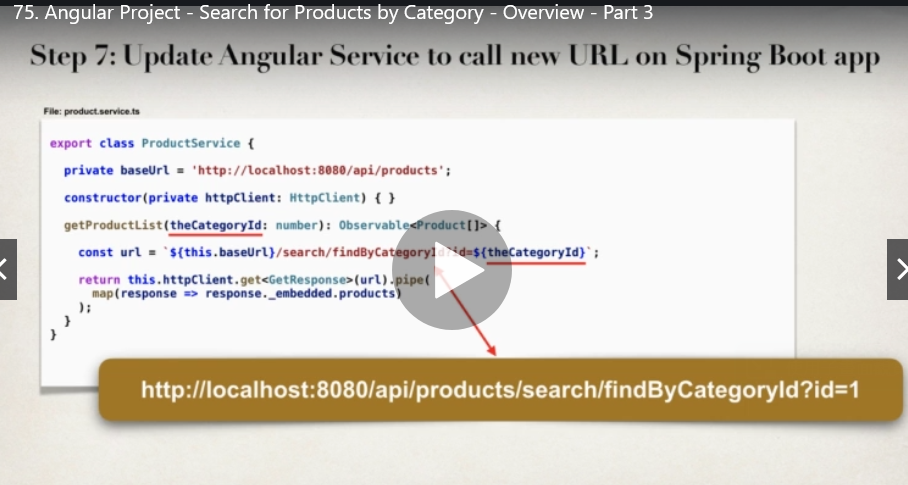 75. Angular Project - Search for Products by Category - Overview - Part 3
Step 7: Update Angular Service to call new URL on Spring Boot app
File: product.service.ts
export class ProductService {
private baseUrl = 'http://localhost:8080/api/products';
constructor(private httpClient: HttpClient) { }
getProductList(theCategoryId: number): Observable<Product[]> {
const url = `${this.baseUrl}/search/findByCategoryId?id=${theCategoryId}`;
return this.httpClient.get<GetResponse>(url).pipe(
map(response => response._embedded.products)
);
}
}
http://localhost:8080/api/products/search/findByCategoryId?id=1